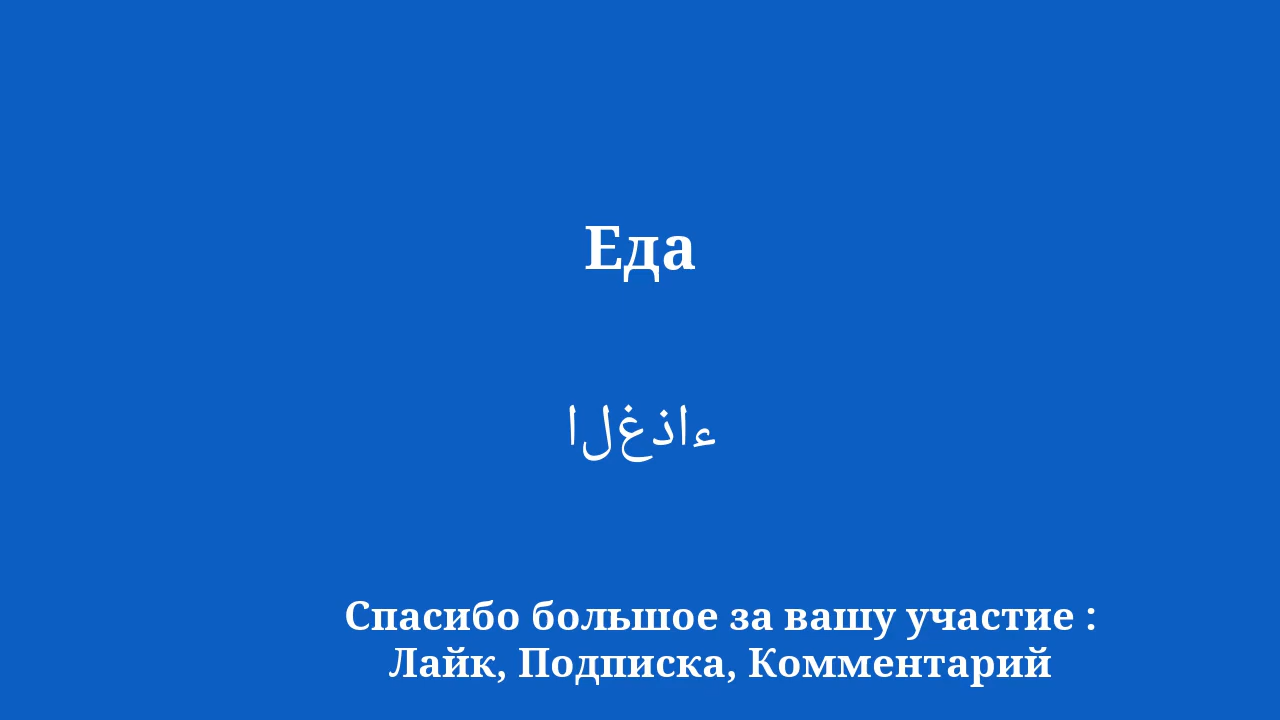 Еда
الغذاء
Спасибо большое за вашу участие :
Лайк, Подписка, Комментарий